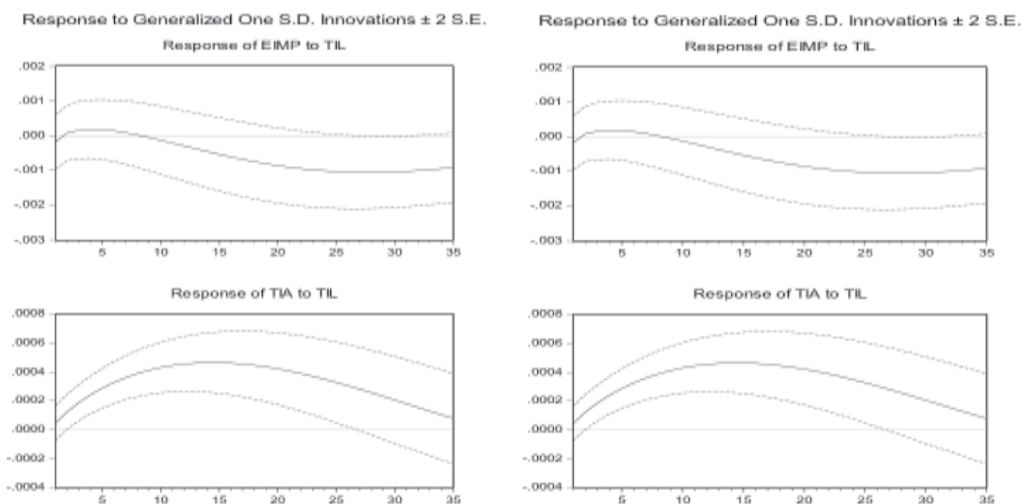 Response to Generalized One S.D. Innovations ± 2 S.E.
Response of EIMP to TIL
.002
.001
.000
-.001
-.002
-.003
5 10 15 20 25 30 35
Response of TIA to TIL
.0008
.0006
.0004
.0002
.0000
-.0002
-.0004
5 10 15 20 25 30 35
Response to Generalized One S.D. Innovations ± 2 S.E.
Response of EIMP to TIL
.002
.001
.000
-.001
-.002
-.003
5 10 15 20 25 30 35
Response of TIA to TIL
.0008
.0006
.0004
.0002
.0000
-.0002
-.0004
5 10 15 20 25 30 35